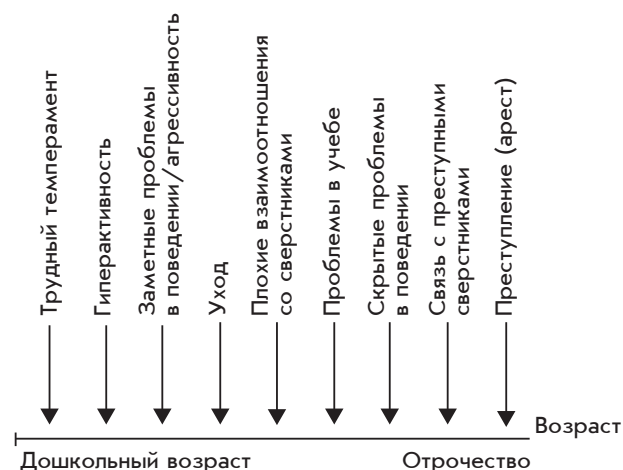 Трудный темперамент
Гиперактивность
Заметные проблемы
в поведении/агрессивность
Уход
Плохие взаимоотношения
со сверстниками
Проблемы в учебе
Скрытые проблемы
в поведении
Связь с преступными
сверстниками
Преступление (арест)
Возраст
Дошкольный возраст
Отрочество